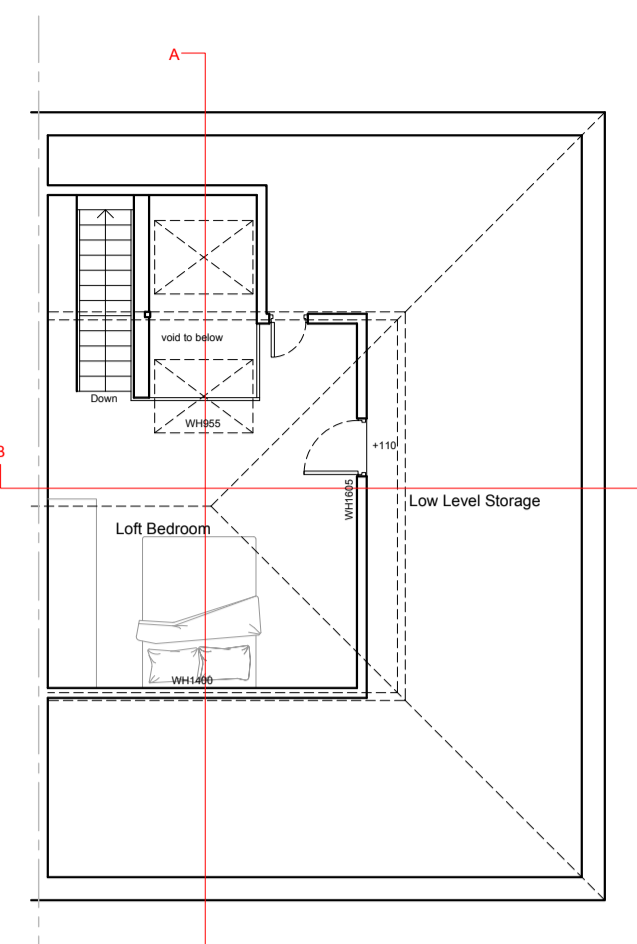 A
void to below
Down
WH955
+110
B
WH1605
Low Level Storage
Loft Bedroom
WH1400